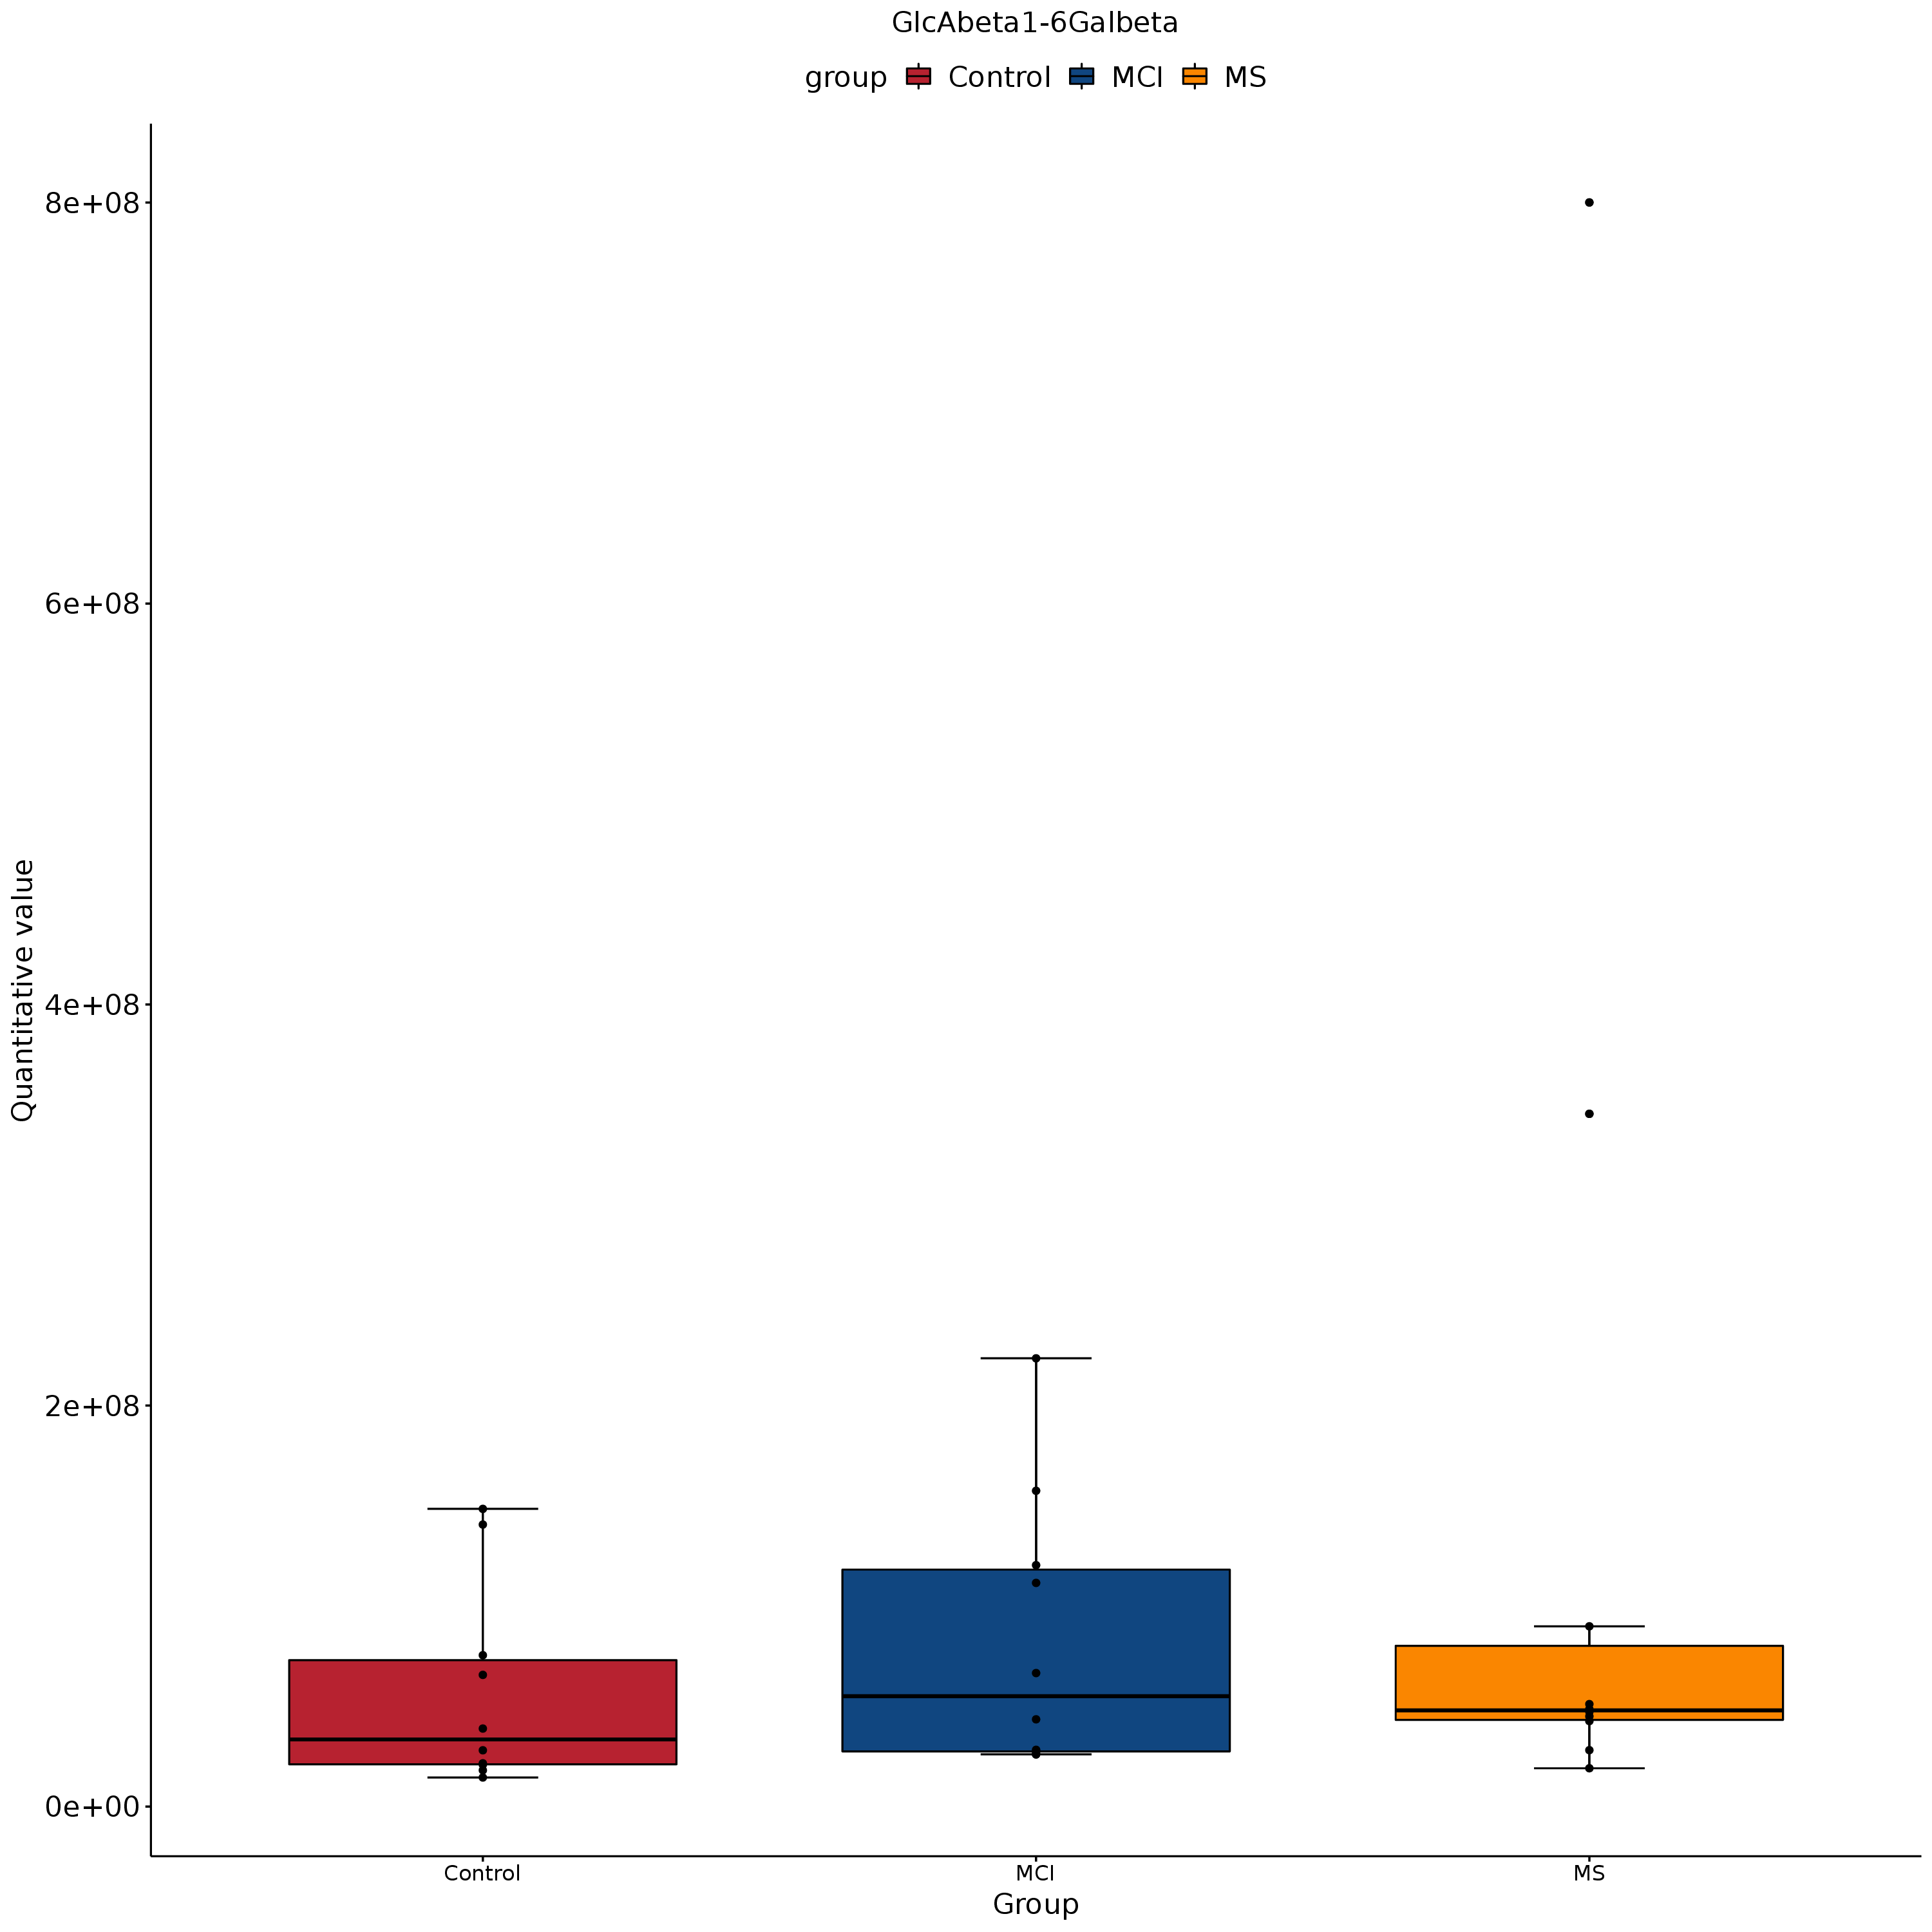 GlcAbeta1-6Galbeta
group Control MCI MS
8e+08
6e+08
4e+08
2e+08
0e+00
Quantitative value
Control MCI MS
Group